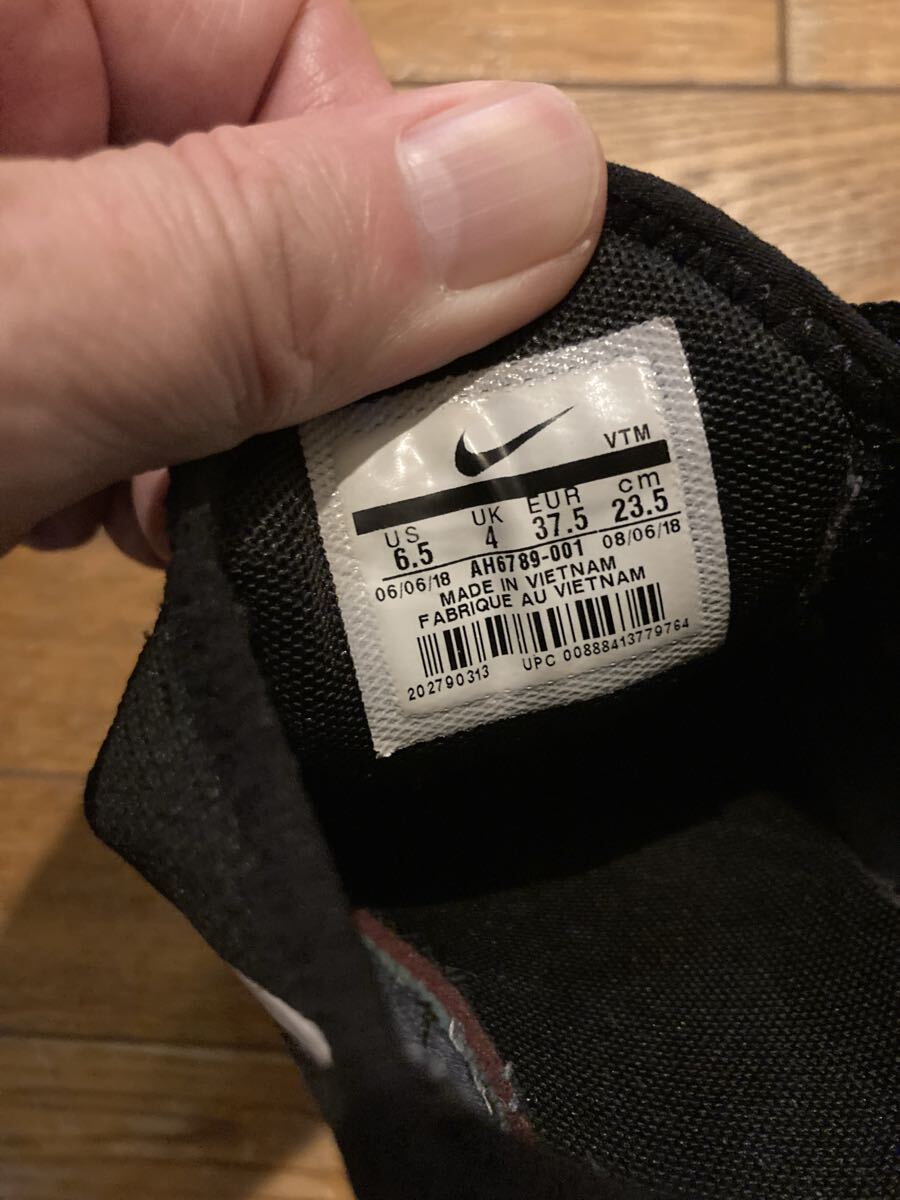 VTM
US UK EUR cm
6.5 4 37.5 23.5
06/06/18 AH6789-001 08/06/18
MADE IN VIETNAM
FABRIQUE AU VIETNAM
202790313 UPC 00888413779764